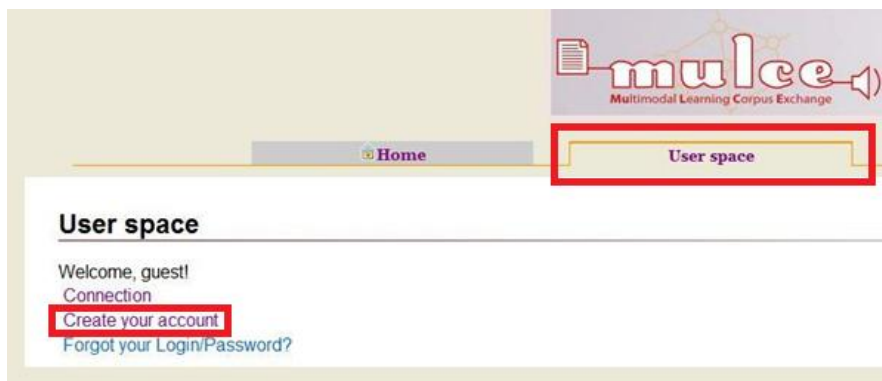 mulce
Multimodal Learning Corpus Exchange
Home
User space
User space
Welcome, guest!
Connection
Create your account
Forgot your Login/Password?